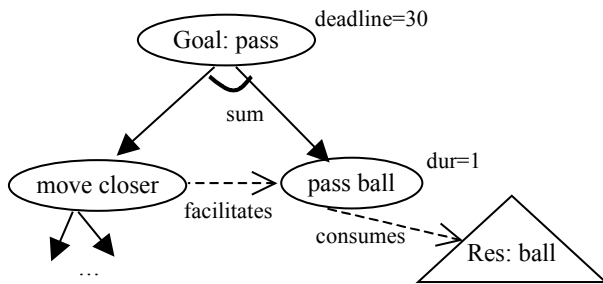 deadline=30
Goal: pass
sum
dur=1
move closer
pass ball
facilitates
consumes
Res: ball
…